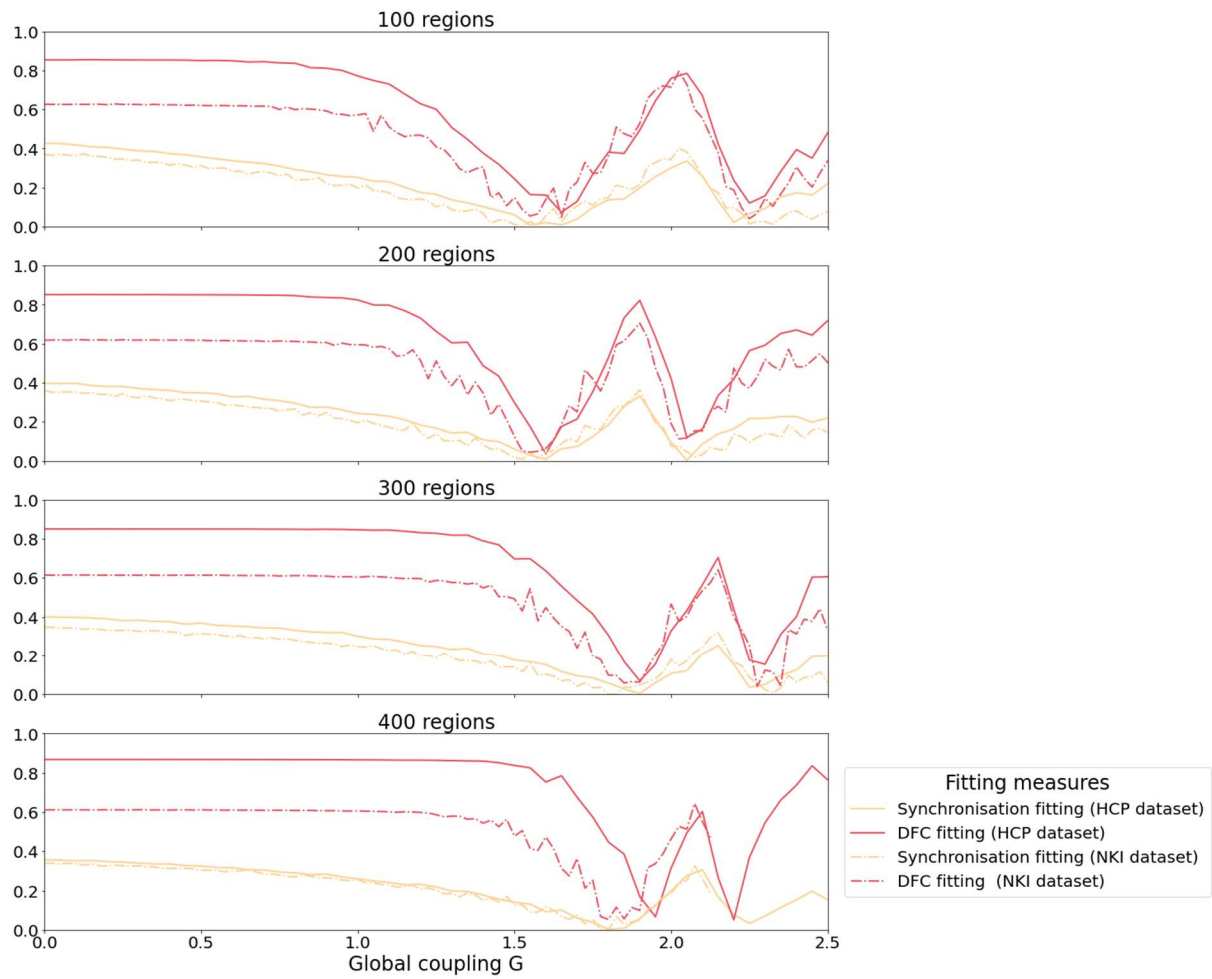 100 regions
1.0
0.8
0.6
0.4
0.2
0.0
200 regions
1.0
0.8
0.6
0.4
0.2
0.0
300 regions
1.0
0.8
0.6
0.4
0.2
0.0
400 regions
1.0
0.8
0.6
0.4
0.2
0.0
0.0 0.5 1.0 1.5 2.0 2.5
Global coupling G
Fitting measures
Synchronisation fitting (HCP dataset)
DFC fitting (HCP dataset)
Synchronisation fitting (NKI dataset)
DFC fitting (NKI dataset)